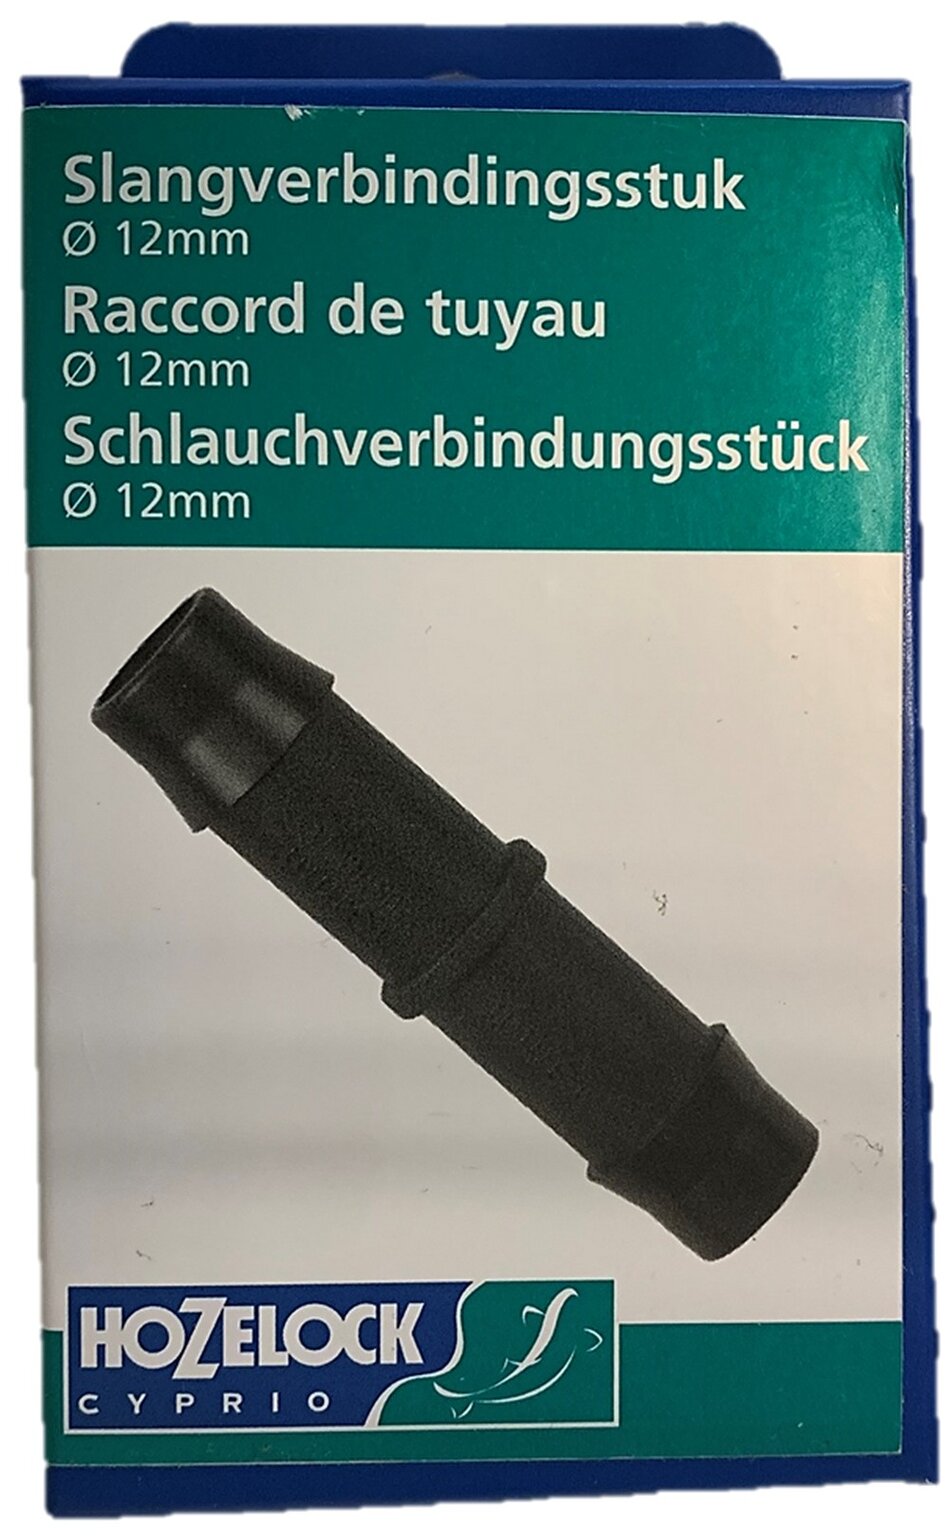 Slangverbindingsstuk
Ø 12mm
Raccord de tuyau
Ø 12mm
Schlauchverbindungsstück
Ø 12mm
HOZELOCK
CYPRIO